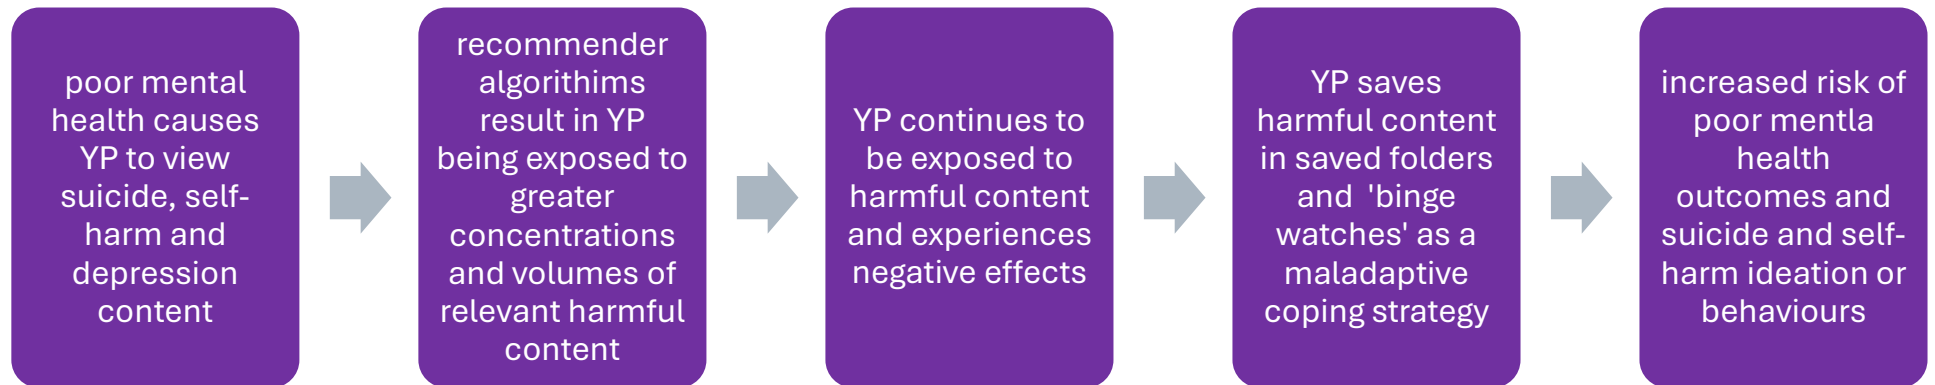 poor mental
health causes
YP to view
suicide, self-
harm and
depression
content
recommender
algorithims
result in YP
being exposed to
greater
concentrations
and volumes of
relevant harmful
content
YP continues to
be exposed to
harmful content
and experiences
negative effects
YP saves
harmful content
in saved folders
and 'binge
watches' as a
maladaptive
coping strategy
increased risk of
poor mentla
health
outcomes and
suicide and self-
harm ideation or
behaviours